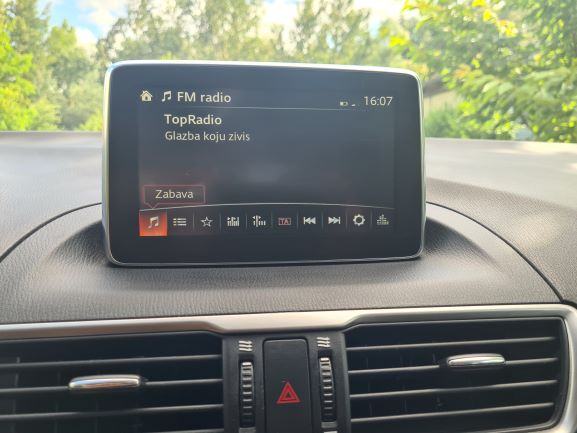 FM radio 16:07
TopRadio
Glazba koju zivis
Zabava
TA